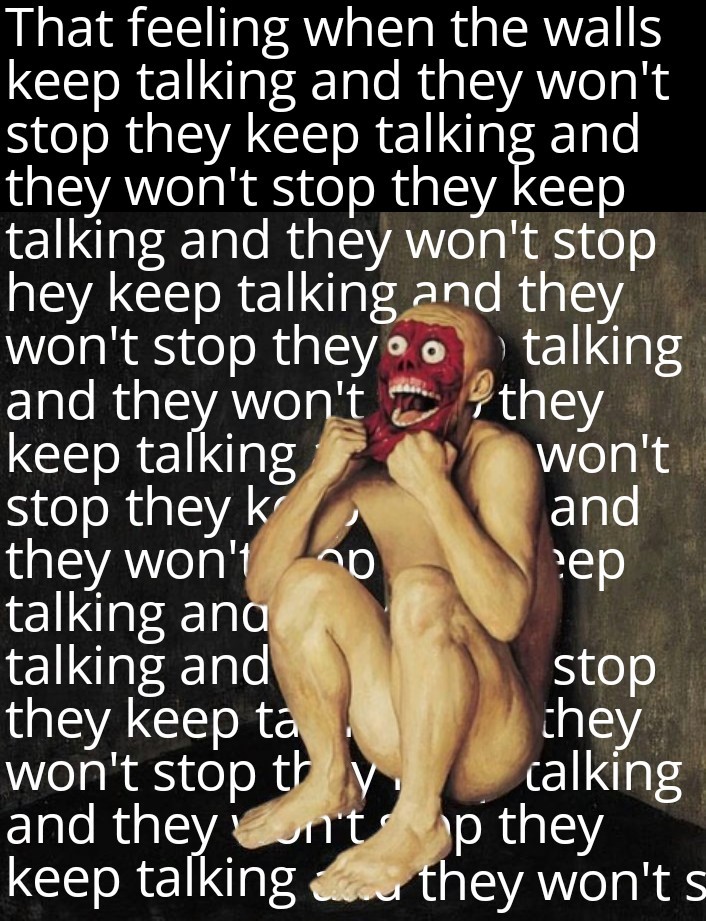 That feeling when the walls
keep talking and they won't
stop they keep talking and
they won't stop they keep
talking and they won't stop
hey keep talking and they
won't stop they talking
and they won't they
keep talking won't
stop they and
they won't
talking and
talking and stop
they keep they
won't stop talking
and they they
keep talking they won't s